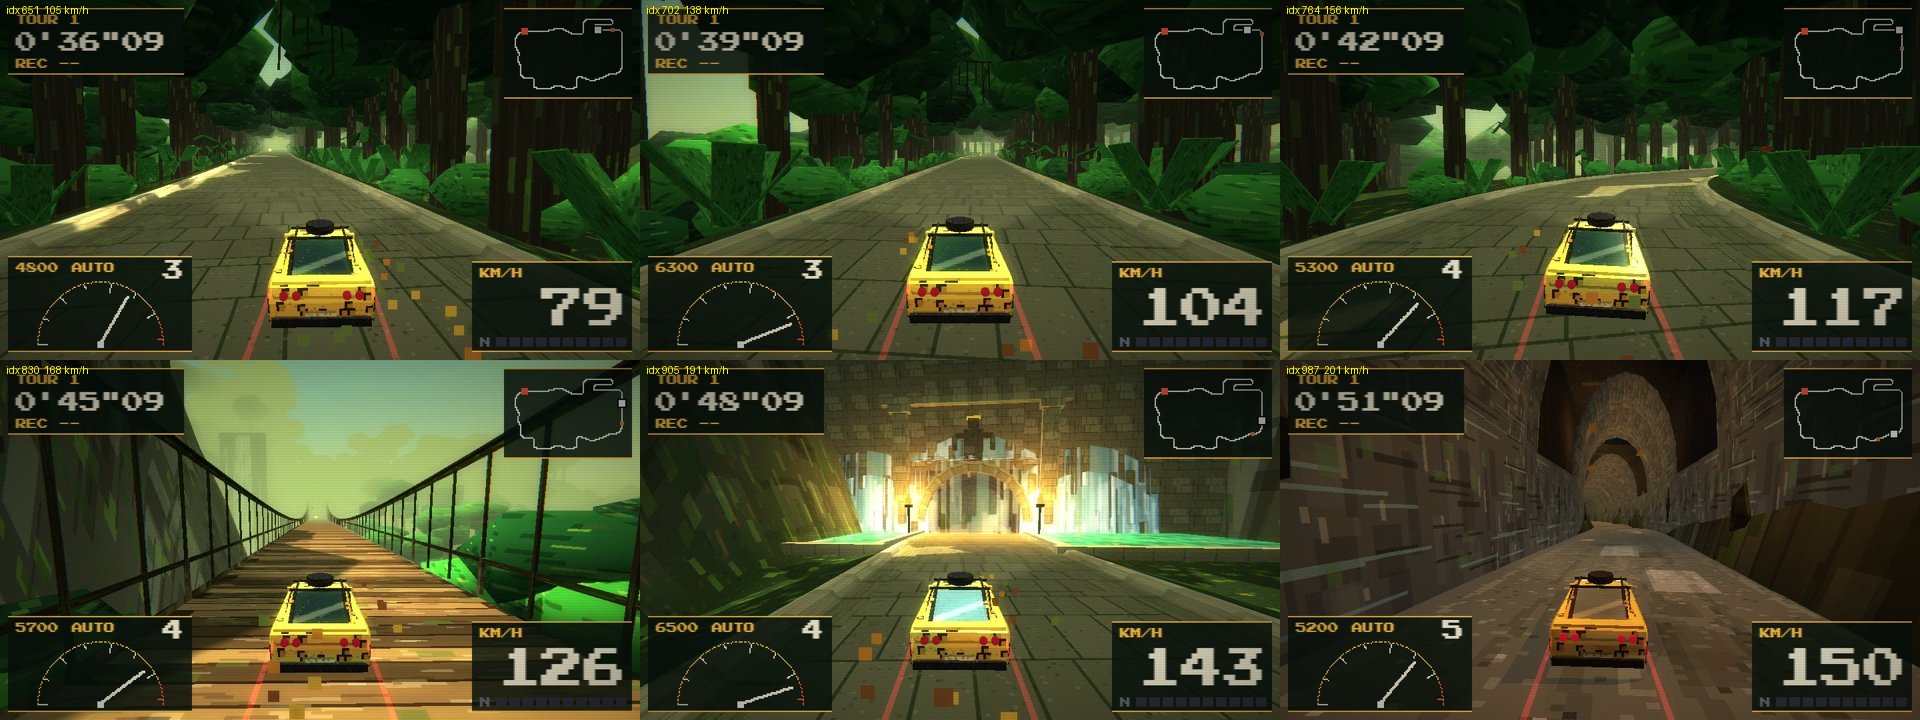 idx651 105 km/h
TOUR 1
0'36"09
REC --
4800 AUTO 3
KM/H
79
N
idx702 138 km/h
TOUR 1
0'39"09
REC --
6300 AUTO 3
KM/H
104
N
idx764 156 km/h
TOUR 1
0'42"09
REC --
5300 AUTO 4
KM/H
117
N
idx830 168 km/h
TOUR 1
0'45"09
REC --
5700 AUTO 4
KM/H
126
N
idx905 191 km/h
TOUR 1
0'48"09
REC --
6500 AUTO 4
KM/H
143
N
idx987 201 km/h
TOUR 1
0'51"09
REC --
5200 AUTO 5
KM/H
150
N